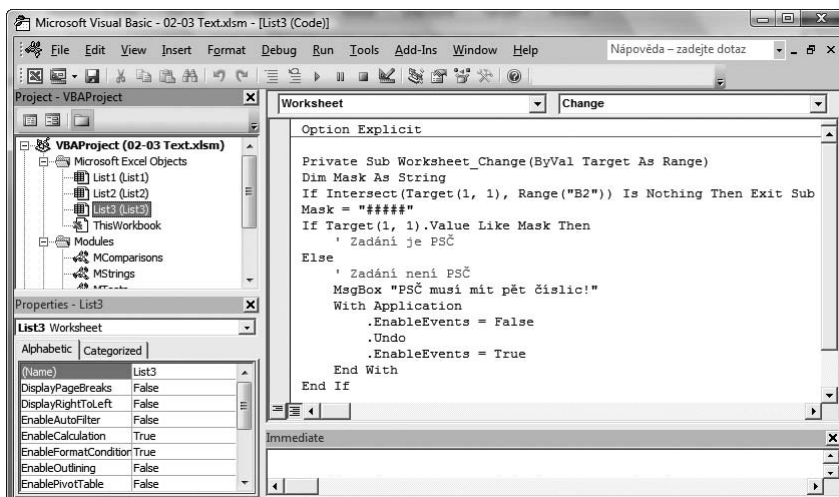 Microsoft Visual Basic - 02-03 Text.xlsm - [List3 (Code)]
File Edit View Insert Format Debug Run Tools Add-Ins Window Help
Nápověda – zadejte dotaz
Project - VBAProject
VBAProject (02-03 Text.xlsm)
Microsoft Excel Objects
List1 (List1)
List2 (List2)
List3 (List3)
ThisWorkbook
Modules
MComparisons
MStrings
Properties - List3
List3 Worksheet
Alphabetic Categorized
(Name) List3
DisplayPageBreaks False
DisplayRightToLeft False
EnableAutoFilter False
EnableCalculation True
EnableFormatCondition True
EnableOutlining False
EnablePivotTable False
Worksheet Change
Option Explicit
Private Sub Worksheet_Change(ByVal Target As Range)
Dim Mask As String
If Intersect(Target(1, 1), Range("B2")) Is Nothing Then Exit Sub
Mask = "#####"
If Target(1, 1).Value Like Mask Then
' Zadání je PSČ
Else
' Zadání není PSČ
MsgBox "PSČ musí mít pět číslic!"
With Application
.EnableEvents = False
.Undo
.EnableEvents = True
End With
End If
Immediate